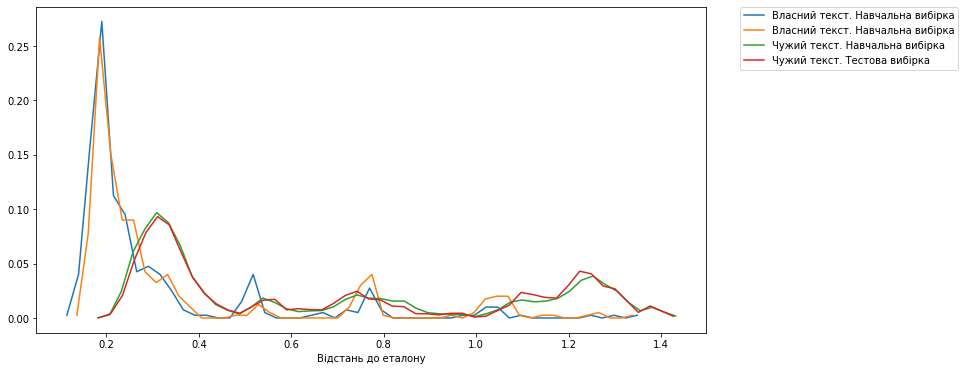 Власний текст. Навчальна вибірка
Власний текст. Навчальна вибірка
Чужий текст. Навчальна вибірка
Чужий текст. Тестова вибірка
0.25
0.20
0.15
0.10
0.05
0.00
0.2 0.4 0.6 0.8 1.0 1.2 1.4
Відстань до еталону